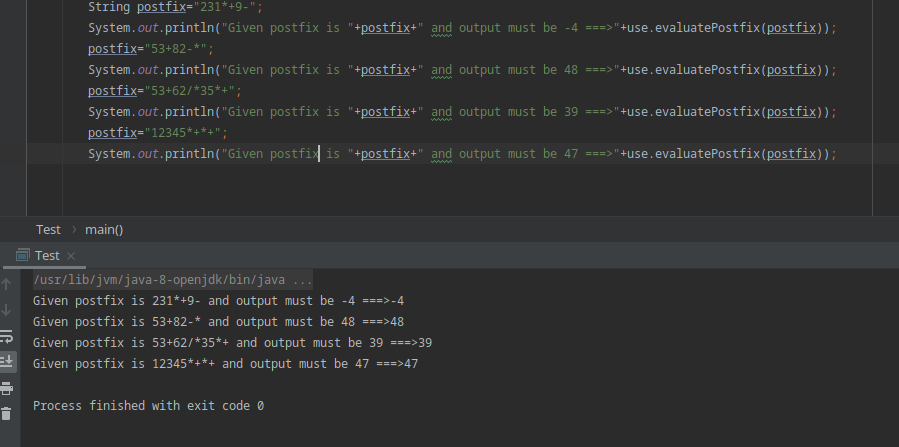 String postfix="231*+9-";
System.out.println("Given postfix is "+postfix+" and output must be -4 ===>"+use.evaluatePostfix(postfix));
postfix="53+82-*";
System.out.println("Given postfix is "+postfix+" and output must be 48 ===>"+use.evaluatePostfix(postfix));
postfix="53+62/*35*+";
System.out.println("Given postfix is "+postfix+" and output must be 39 ===>"+use.evaluatePostfix(postfix));
postfix="12345*+*+";
System.out.println("Given postfix is "+postfix+" and output must be 47 ===>"+use.evaluatePostfix(postfix));
Test › main()
Test ×
/usr/lib/jvm/java-8-openjdk/bin/java ...
Given postfix is 231*+9- and output must be -4 ===>-4
Given postfix is 53+82-* and output must be 48 ===>48
Given postfix is 53+62/*35*+ and output must be 39 ===>39
Given postfix is 12345*+*+ and output must be 47 ===>47
Process finished with exit code 0